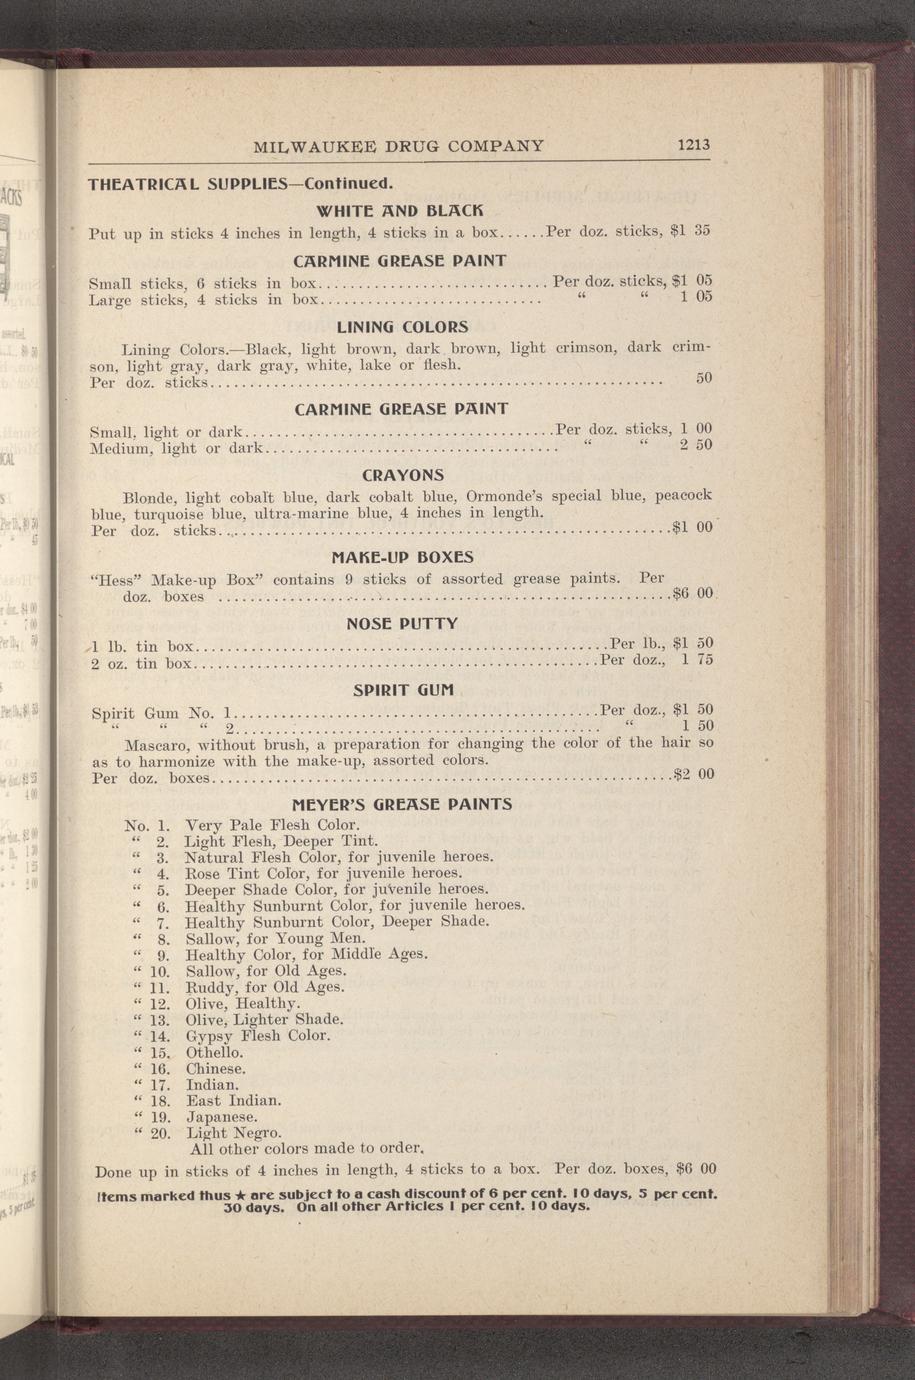 MILWAUKEE DRUG COMPANY 1213
THEATRICAL SUPPLIES—Continued.
WHITE AND BLACK
Put up in sticks 4 inches in length, 4 sticks in a box......Per doz. sticks, $1 35
CARMINE GREASE PAINT
Small sticks, 6 sticks in box............................Per doz. sticks, $1 05
Large sticks, 4 sticks in box............................ “ “ 1 05
LINING COLORS
Lining Colors.—Black, light brown, dark brown, light crimson, dark crim-
son, light gray, dark gray, white, lake or flesh.
Per doz. sticks......................................................... 50
CARMINE GREASE PAINT
Small, light or dark......................................Per doz. sticks, 1 00
Medium, light or dark.................................... “ “ 2 50
CRAYONS
Blonde, light cobalt blue, dark cobalt blue, Ormonde's special blue, peacock
blue, turquoise blue, ultra-marine blue, 4 inches in length.
Per doz. sticks.........................................................$1 00
MAKE-UP BOXES
“Hess” Make-up Box” contains 9 sticks of assorted grease paints. Per
doz. boxes .........................................................$6 00
NOSE PUTTY
1 lb. tin box....................................................Per lb., $1 50
2 oz. tin box...................................................Per doz., 1 75
SPIRIT GUM
Spirit Gum No. 1.............................................Per doz., $1 50
“ “ “ 2............................................. “ 1 50
Mascaro, without brush, a preparation for changing the color of the hair so
as to harmonize with the make-up, assorted colors.
Per doz. boxes.........................................................$2 00
MEYER'S GREASE PAINTS
No. 1. Very Pale Flesh Color.
“ 2. Light Flesh, Deeper Tint.
“ 3. Natural Flesh Color, for juvenile heroes.
“ 4. Rose Tint Color, for juvenile heroes.
“ 5. Deeper Shade Color, for juvenile heroes.
“ 6. Healthy Sunburnt Color, for juvenile heroes.
“ 7. Healthy Sunburnt Color, Deeper Shade.
“ 8. Sallow, for Young Men.
“ 9. Healthy Color, for Middle Ages.
“ 10. Sallow, for Old Ages.
“ 11. Ruddy, for Old Ages.
“ 12. Olive, Healthy.
“ 13. Olive, Lighter Shade.
“ 14. Gypsy Flesh Color.
“ 15. Othello.
“ 16. Chinese.
“ 17. Indian.
“ 18. East Indian.
“ 19. Japanese.
“ 20. Light Negro.
All other colors made to order.
Done up in sticks of 4 inches in length, 4 sticks to a box. Per doz. boxes, $6 00
Items marked thus ★ are subject to a cash discount of 6 per cent. 10 days, 5 per cent.
30 days. On all other Articles 1 per cent. 10 days.